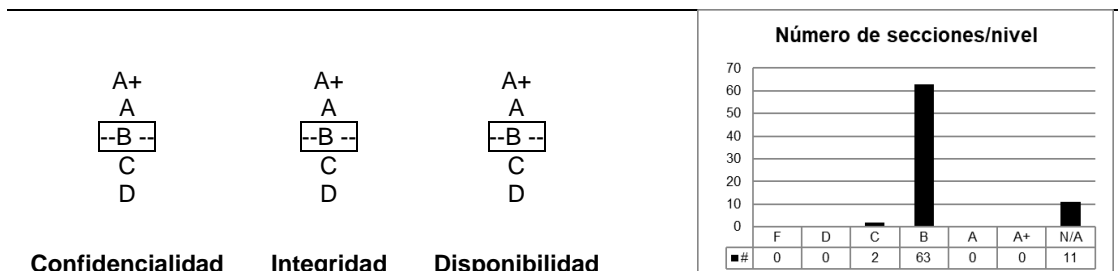 A+ A+ A+
A A A
--B -- --B -- --B --
C C C
D D D
Confidencialidad Integridad Disponibilidad
Número de secciones/nivel
70
60
50
40
30
20
10
0
F D C B A A+ N/A
# 0 0 2 63 0 0 11